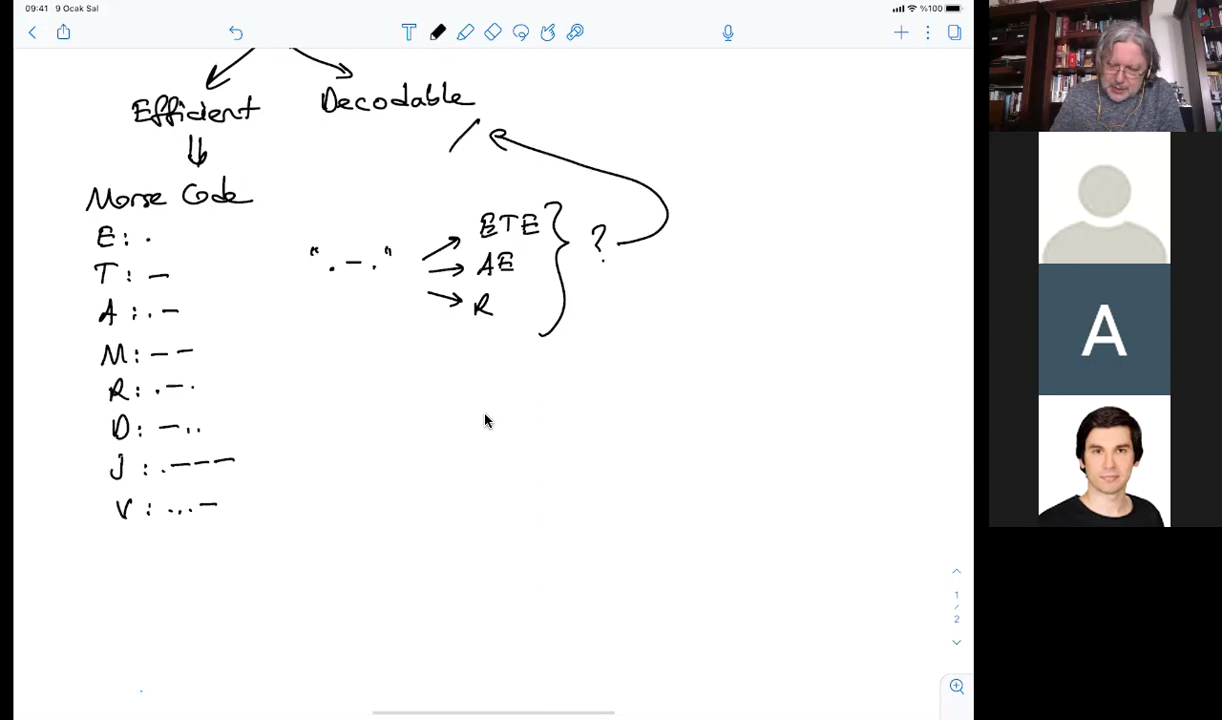 09:41 9 Ocak Sal
%100
T
Efficient
Decodable
Morse Code
E: .
T: –
A: . –
M: – –
R: . – .
D: – . .
J: . – – –
V: . . . –
". – ."
ETE
AE
R
?
A
1
/
2